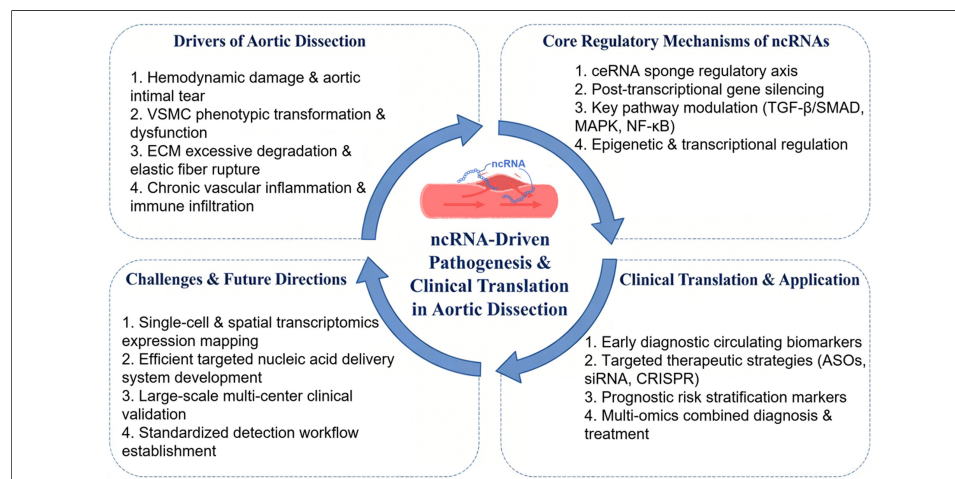 Drivers of Aortic Dissection
1. Hemodynamic damage & aortic
intimal tear
2. VSMC phenotypic transformation &
dysfunction
3. ECM excessive degradation &
elastic fiber rupture
4. Chronic vascular inflammation &
immune infiltration
Core Regulatory Mechanisms of ncRNAs
1. ceRNA sponge regulatory axis
2. Post-transcriptional gene silencing
3. Key pathway modulation (TGF-β/SMAD,
MAPK, NF-κB)
4. Epigenetic & transcriptional regulation
ncRNA
ncRNA-Driven
Pathogenesis &
Clinical Translation
in Aortic Dissection
Challenges & Future Directions
1. Single-cell & spatial transcriptomics
expression mapping
2. Efficient targeted nucleic acid delivery
system development
3. Large-scale multi-center clinical
validation
4. Standardized detection workflow
establishment
Clinical Translation & Application
1. Early diagnostic circulating biomarkers
2. Targeted therapeutic strategies (ASOs,
siRNA, CRISPR)
3. Prognostic risk stratification markers
4. Multi-omics combined diagnosis &
treatment